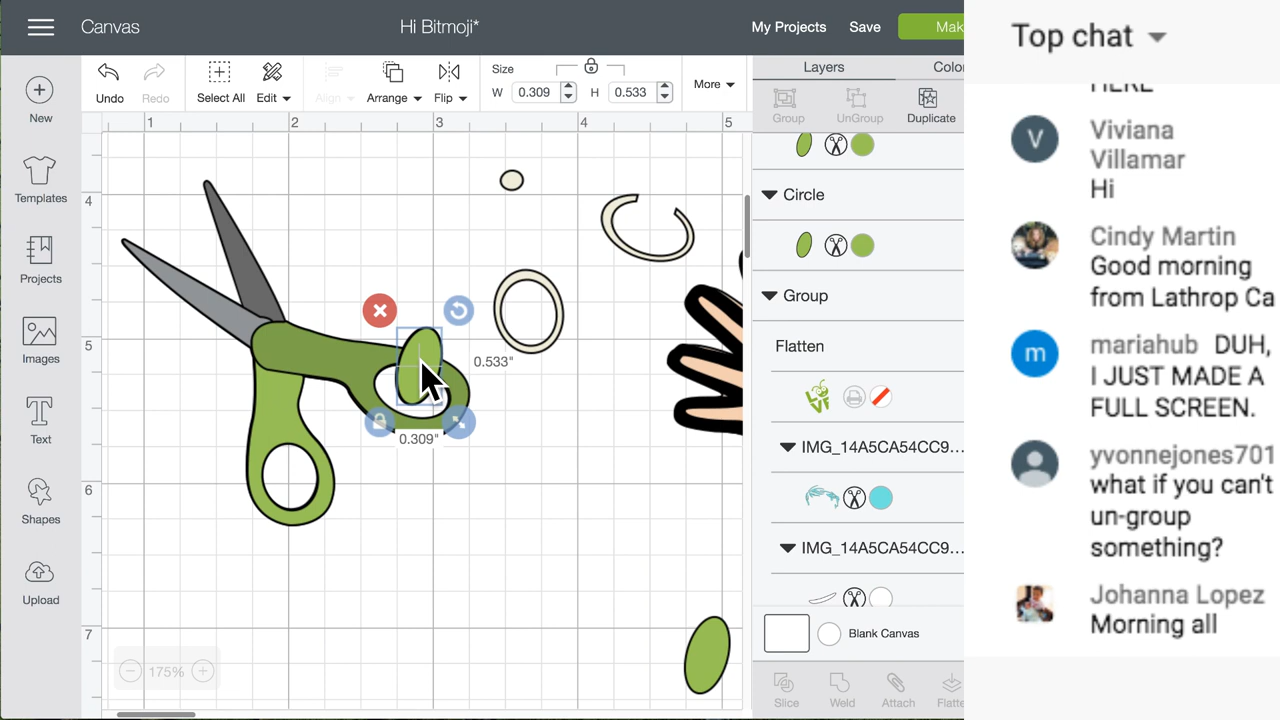 Canvas
Hi Bitmoji*
My Projects
Save
Mak
Top chat
New
Templates
Projects
Images
Text
Shapes
Upload
Undo
Redo
Select All
Edit
Align
Arrange
Flip
Size
W 0.309
H 0.533
More
Layers
Color
Group
UnGroup
Duplicate
1 2 3 4 5
4
5
6
7
0.533"
0.309"
175%
Circle
Group
Flatten
IMG_14A5CA54CC9...
IMG_14A5CA54CC9...
Blank Canvas
Slice
Weld
Attach
Flatte
HERE
V
Viviana
Villamar
Hi
Cindy Martin
Good morning
from Lathrop Ca
m
mariahub DUH,
I JUST MADE A
FULL SCREEN.
yvonnejones701
what if you can't
un-group
something?
Johanna Lopez
Morning all